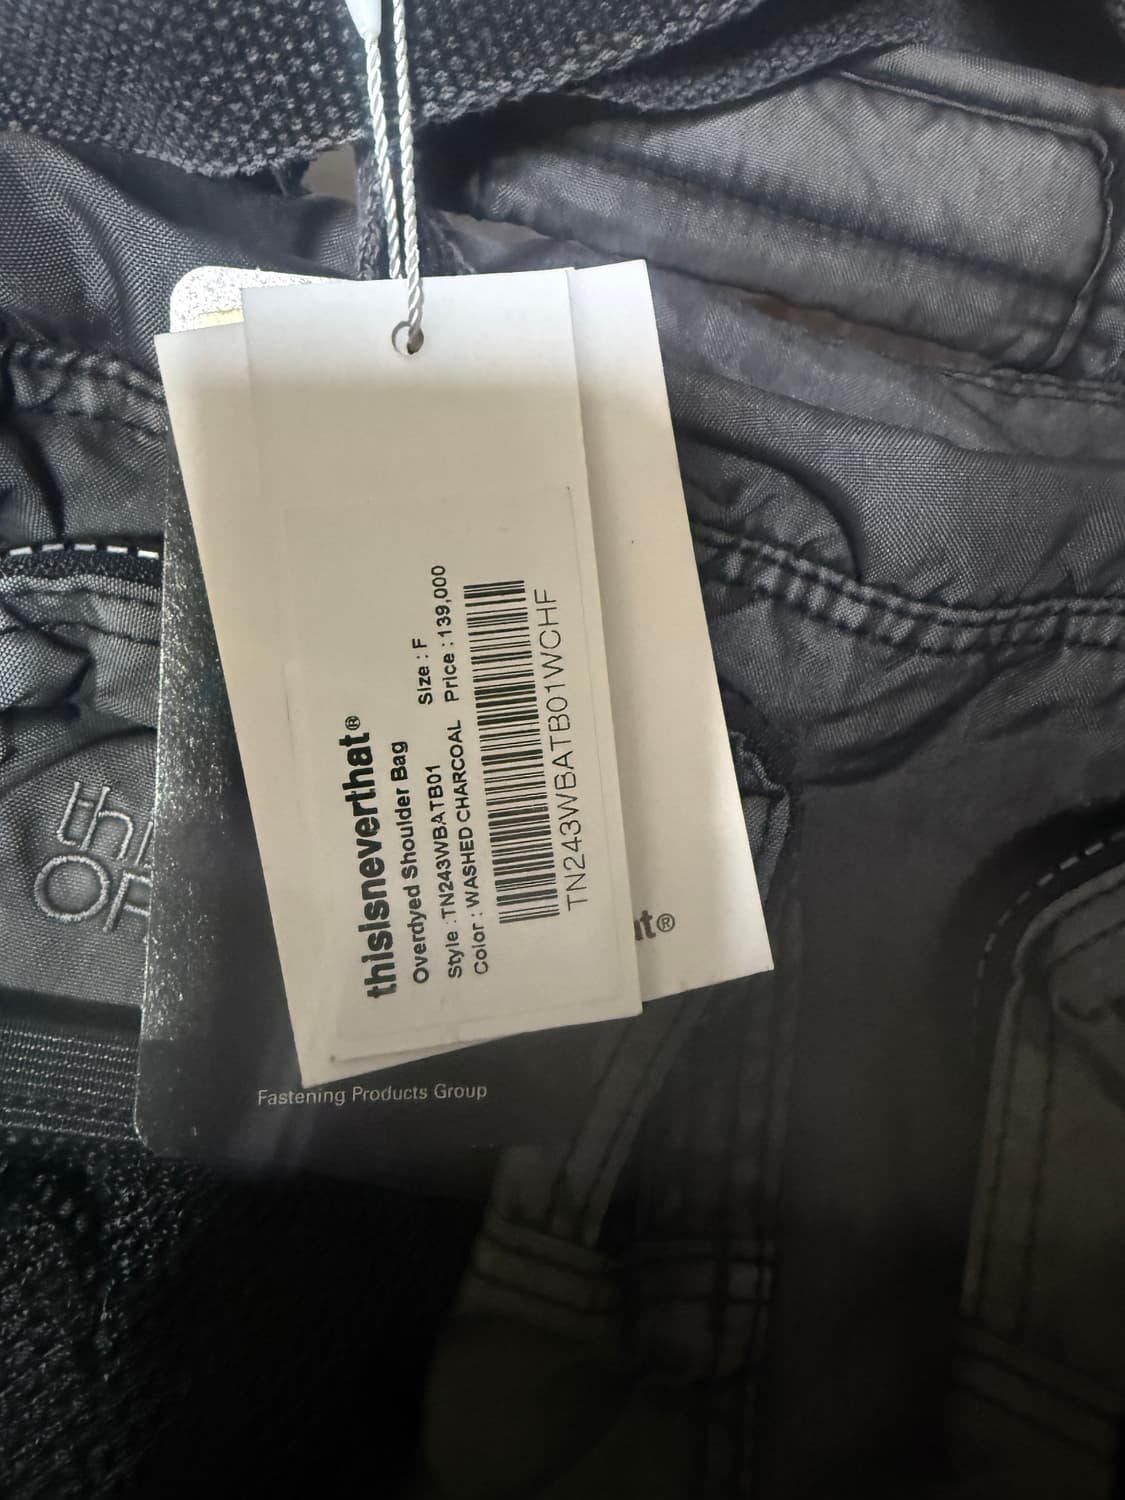 thisisneverthat®
Overdyed Shoulder Bag
Style : TN243WBATB01 Size : F
Color : WASHED CHARCOAL Price : 139,000
TN243WBATB01WCHF
at®
Fastening Products Group